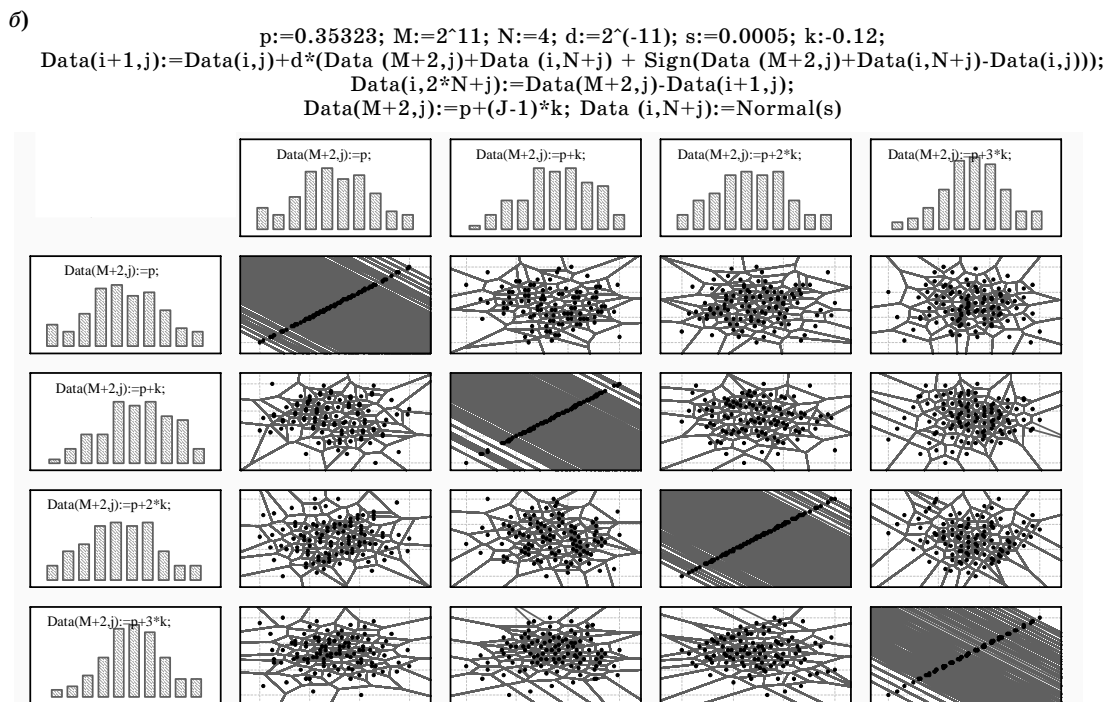 б)
p:=0.35323; M:=2^11; N:=4; d:=2^(-11); s:=0.0005; k:-0.12;
Data(i+1,j):=Data(i,j)+d*(Data (M+2,j)+Data (i,N+j) + Sign(Data (M+2,j)+Data(i,N+j)-Data(i,j)));
Data(i,2*N+j):=Data(M+2,j)-Data(i+1,j);
Data(M+2,j):=p+(J-1)*k; Data (i,N+j):=Normal(s)
Data(M+2,j):=p;
Data(M+2,j):=p+k;
Data(M+2,j):=p+2*k;
Data(M+2,j):=p+3*k;
Data(M+2,j):=p;
Data(M+2,j):=p+k;
Data(M+2,j):=p+2*k;
Data(M+2,j):=p+3*k;